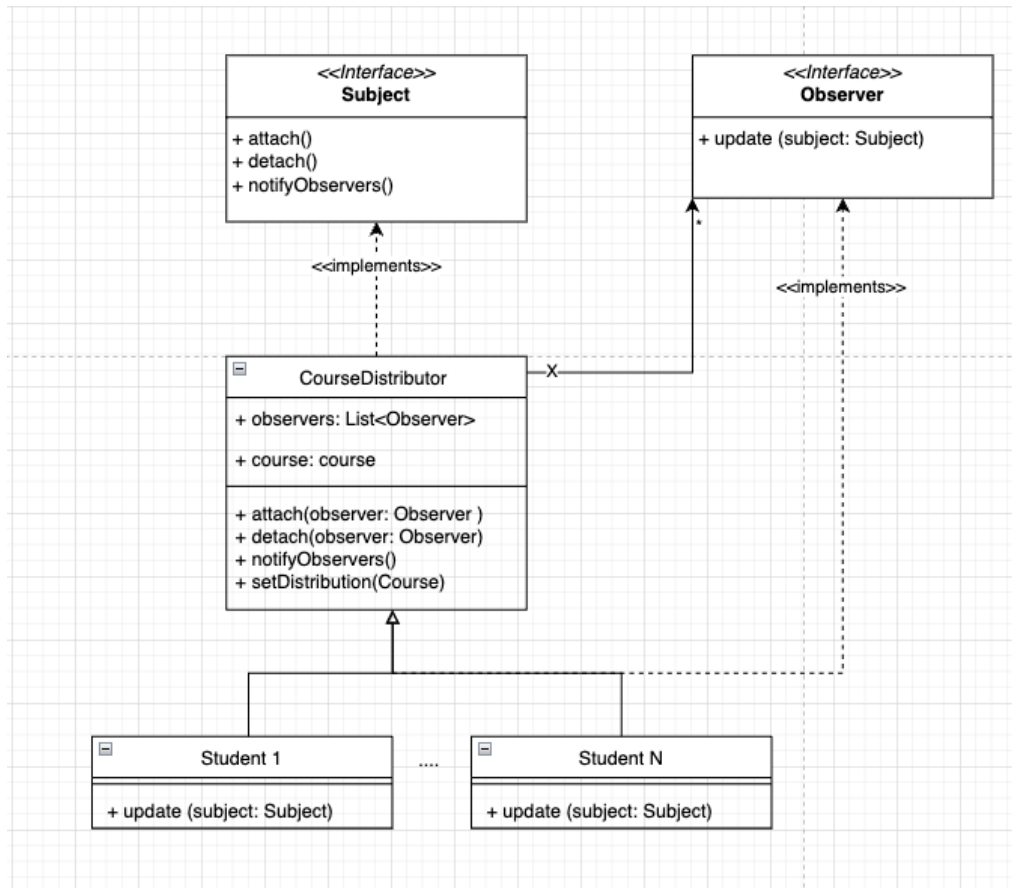 <<Interface>>
Subject
+ attach()
+ detach()
+ notifyObservers()
<<Interface>>
Observer
+ update (subject: Subject)
*
<<implements>>
<<implements>>
X
CourseDistributor
+ observers: List<Observer>
+ course: course
+ attach(observer: Observer )
+ detach(observer: Observer)
+ notifyObservers()
+ setDistribution(Course)
Student 1
+ update (subject: Subject)
....
Student N
+ update (subject: Subject)